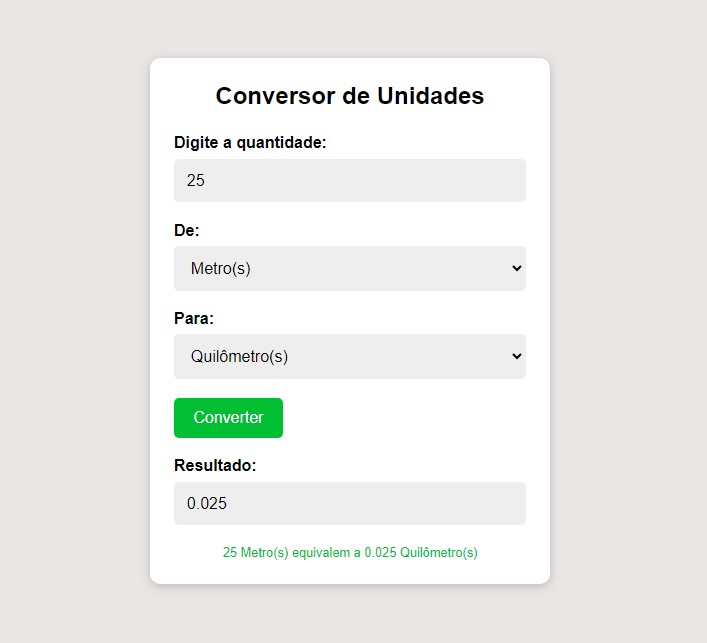 Conversor de Unidades
Digite a quantidade:
25
De:
Metro(s)
Para:
Quilômetro(s)
Converter
Resultado:
0.025
25 Metro(s) equivalem a 0.025 Quilômetro(s)